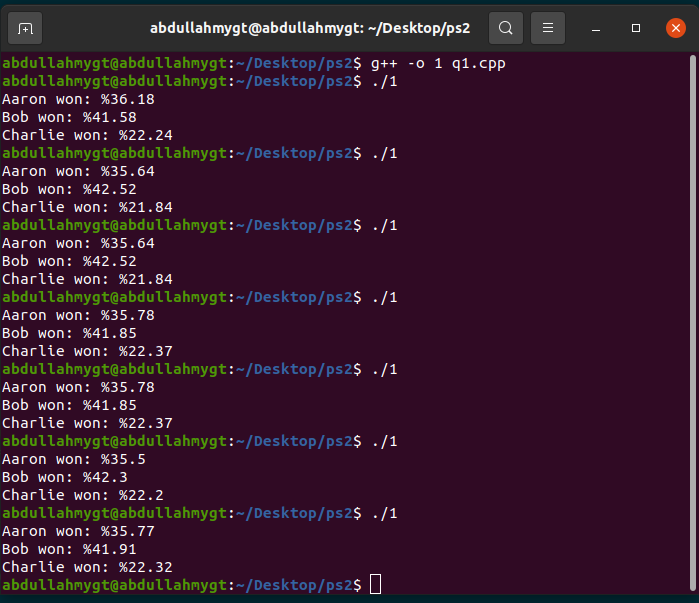 abdullahmygt@abdullahmygt: ~/Desktop/ps2
abdullahmygt@abdullahmygt:~/Desktop/ps2$ g++ -o 1 q1.cpp
abdullahmygt@abdullahmygt:~/Desktop/ps2$ ./1
Aaron won: %36.18
Bob won: %41.58
Charlie won: %22.24
abdullahmygt@abdullahmygt:~/Desktop/ps2$ ./1
Aaron won: %35.64
Bob won: %42.52
Charlie won: %21.84
abdullahmygt@abdullahmygt:~/Desktop/ps2$ ./1
Aaron won: %35.64
Bob won: %42.52
Charlie won: %21.84
abdullahmygt@abdullahmygt:~/Desktop/ps2$ ./1
Aaron won: %35.78
Bob won: %41.85
Charlie won: %22.37
abdullahmygt@abdullahmygt:~/Desktop/ps2$ ./1
Aaron won: %35.78
Bob won: %41.85
Charlie won: %22.37
abdullahmygt@abdullahmygt:~/Desktop/ps2$ ./1
Aaron won: %35.5
Bob won: %42.3
Charlie won: %22.2
abdullahmygt@abdullahmygt:~/Desktop/ps2$ ./1
Aaron won: %35.77
Bob won: %41.91
Charlie won: %22.32
abdullahmygt@abdullahmygt:~/Desktop/ps2$